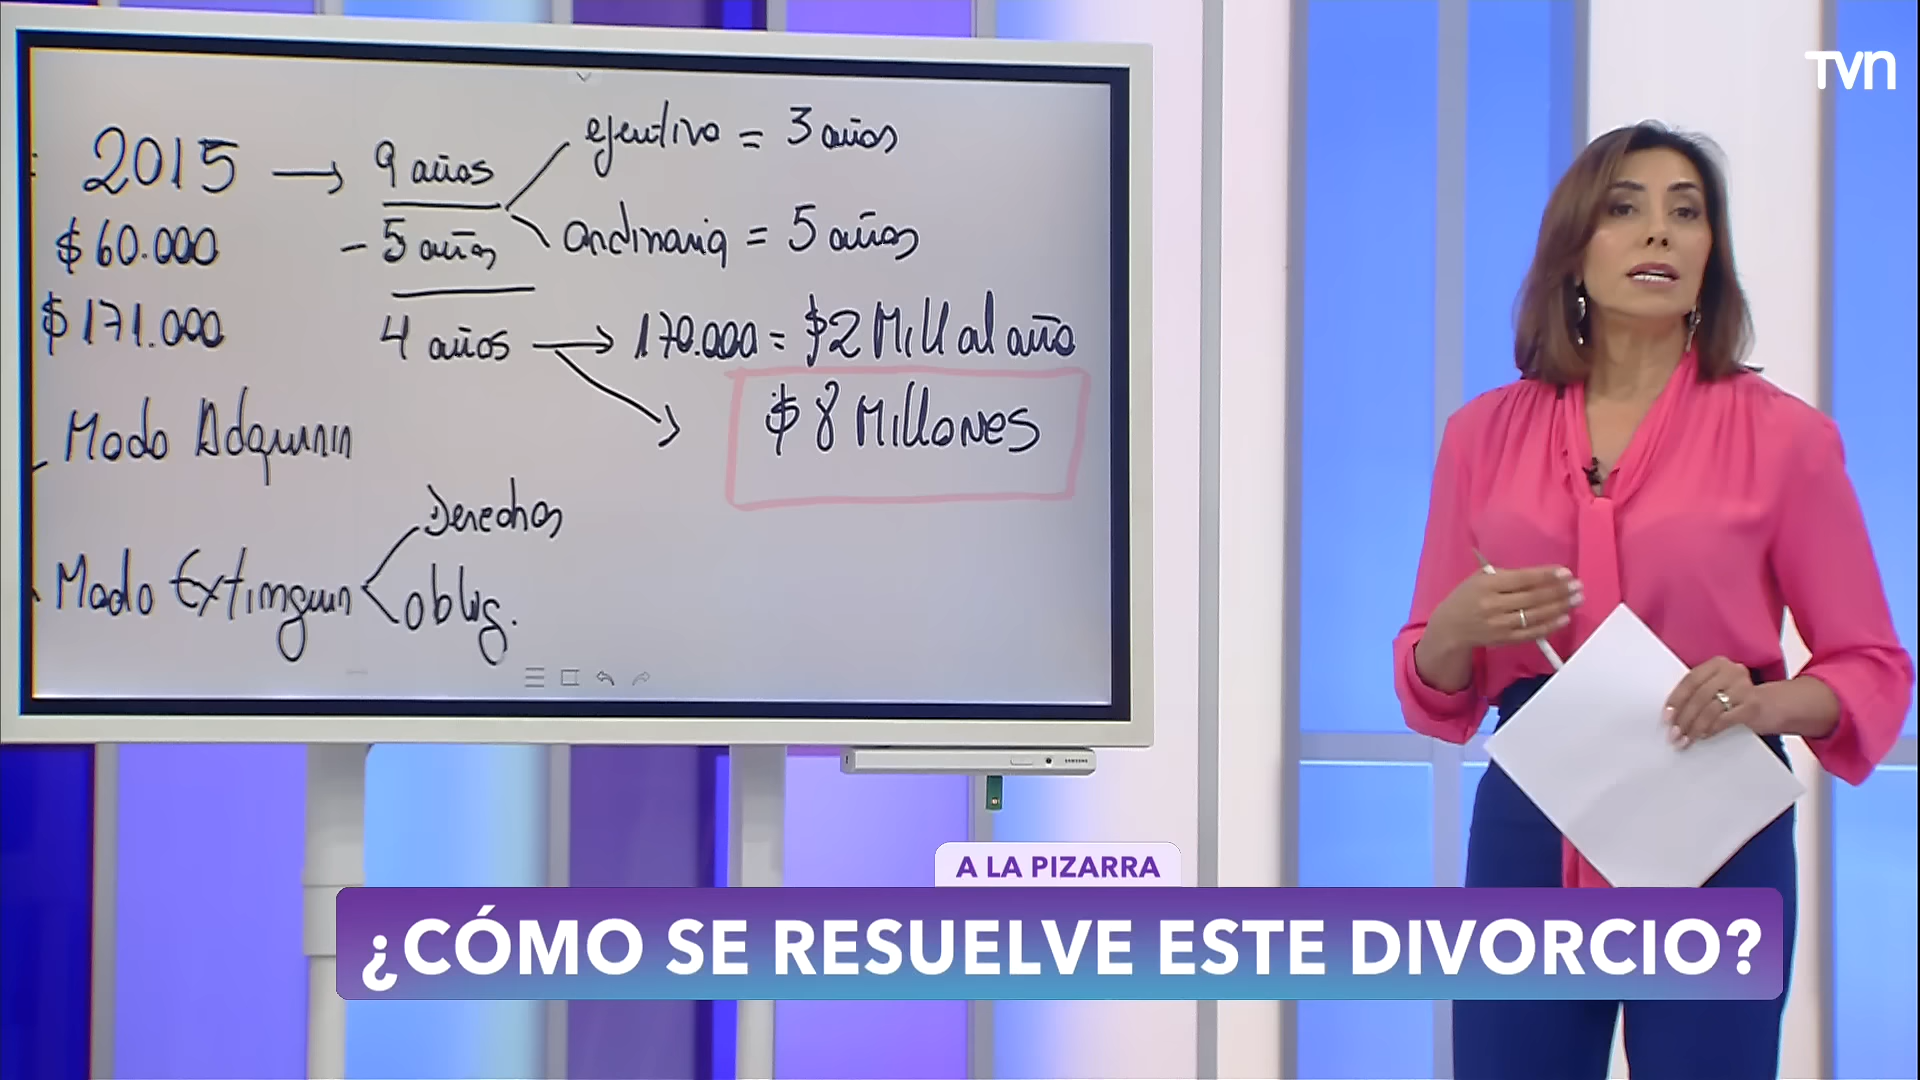 TVN
2015 → 9 años
ejecutivo = 3 años
ordinaria = 5 años
$ 60.000
- 5 años
$ 171.000
4 años → 170.000 = $2 Mill al año
$ 8 Millones
Modo Adquirir
Modo Extinguir
Derechos
oblig.
SAMSUNG
A LA PIZARRA
¿CÓMO SE RESUELVE ESTE DIVORCIO?